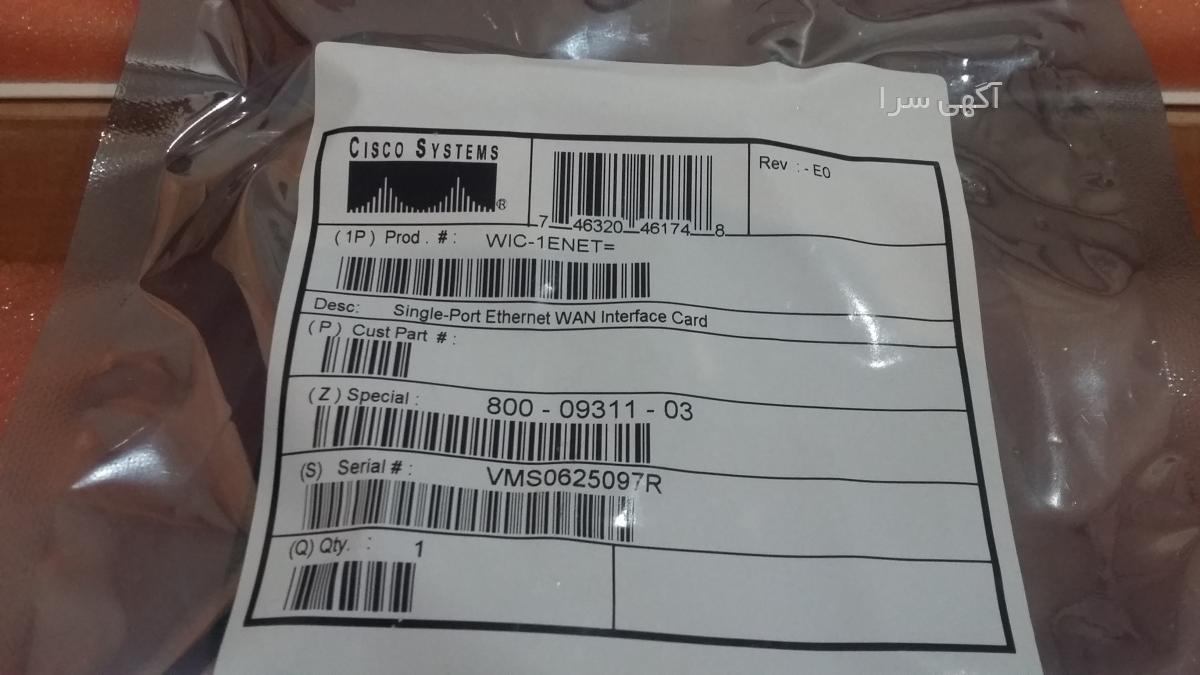 آگهی سرا
CISCO SYSTEMS
®
7 46320 46174 8
Rev : - E0
(1P) Prod . # : WIC-1ENET=
Desc: Single-Port Ethernet WAN Interface Card
(P) Cust Part # :
(Z) Special : 800 - 09311 - 03
(S) Serial # : VMS0625097R
(Q) Qty. : 1